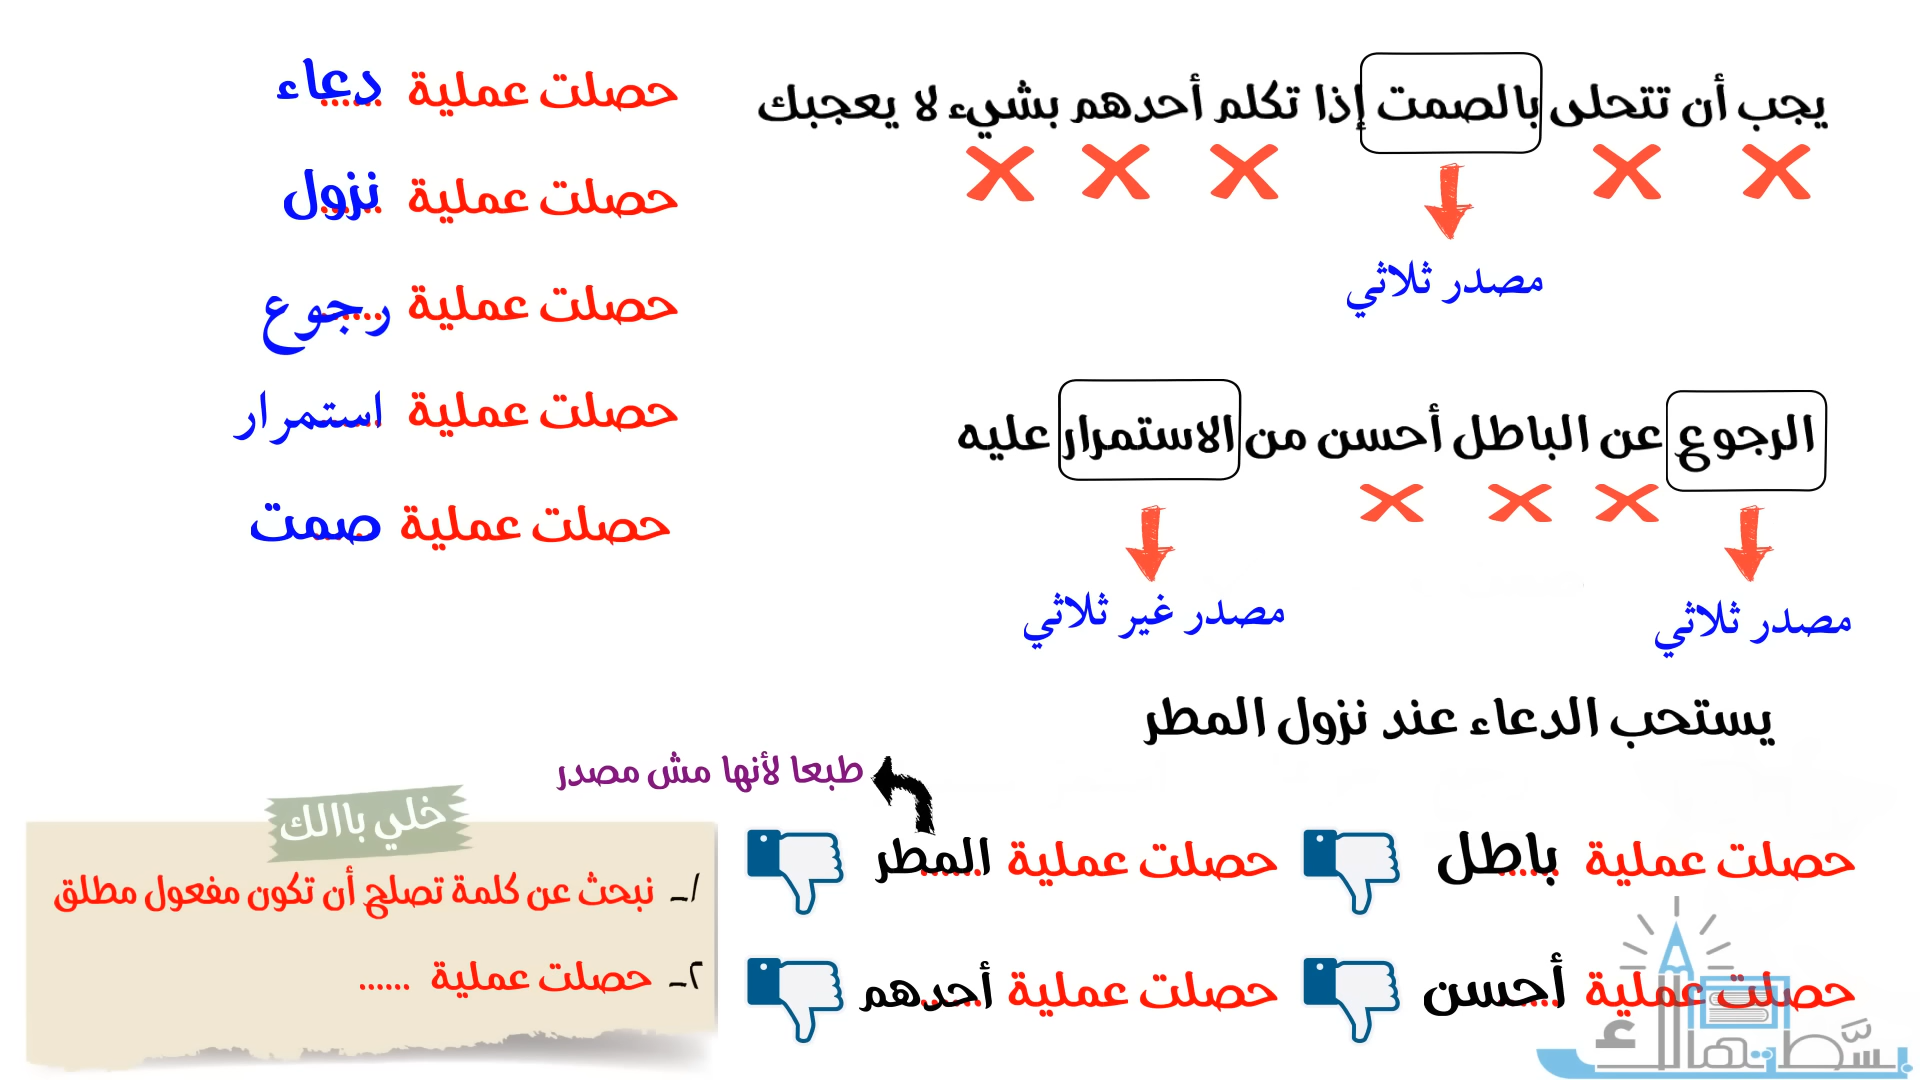 يجب أن تتحلى بالصمت إذا تكلم أحدهم بشيء لا يعجبك
مصدر ثلاثي
الرجوع عن الباطل أحسن من الاستمرار عليه
مصدر ثلاثي
مصدر غير ثلاثي
يستحب الدعاء عند نزول المطر
طبعا لأنها مش مصدر
حصلت عملية ...... باطل
حصلت عملية ...... المطر
حصلت عملية ...... أحسن
حصلت عملية ...... أحدهم
حصلت عملية ...... دعاء
حصلت عملية ...... نزول
حصلت عملية ...... رجوع
حصلت عملية ...... استمرار
حصلت عملية ...... صمت
خلي باالك
١- نبحث عن كلمة تصلح أن تكون مفعول مطلق
٢- حصلت عملية ......
بسَّطتهالك